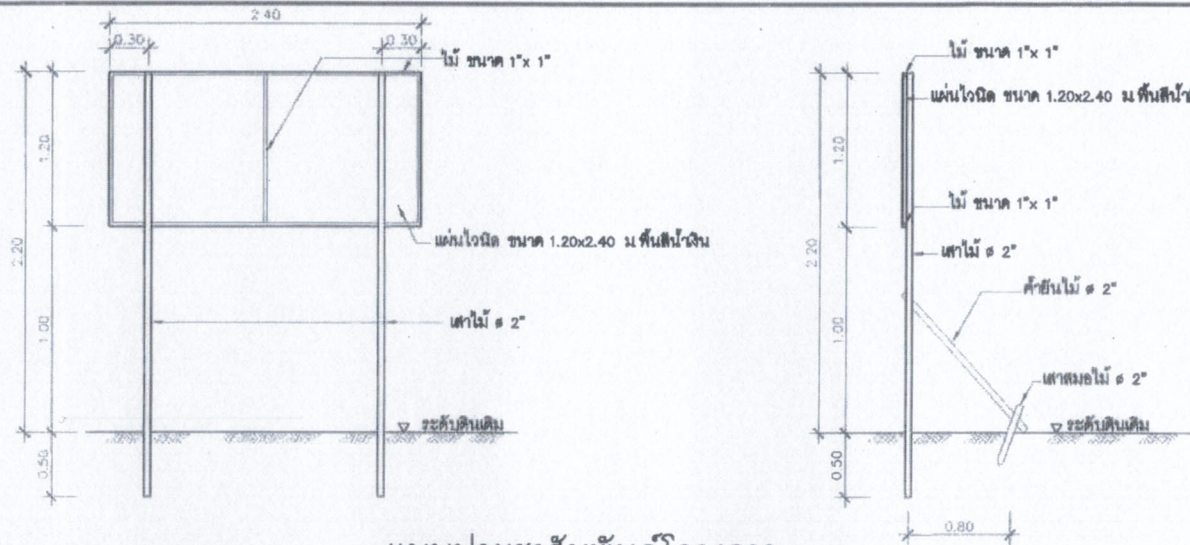 2.40
0.30 0.30
ไม้ ขนาด 1"x 1"
1.20
2.20
แผ่นไวนิล ขนาด 1.20x2.40 ม. พื้นสีน้ำเงิน
1.00
เสาไม้ ø 2"
ระดับดินเดิม
0.50
ไม้ ขนาด 1"x 1"
แผ่นไวนิล ขนาด 1.20x2.40 ม. พื้นสีน้ำ
1.20
ไม้ ขนาด 1"x 1"
2.20
เสาไม้ ø 2"
ค้ำยันไม้ ø 2"
1.00
เสาสมอไม้ ø 2"
ระดับดินเดิม
0.50
0.80